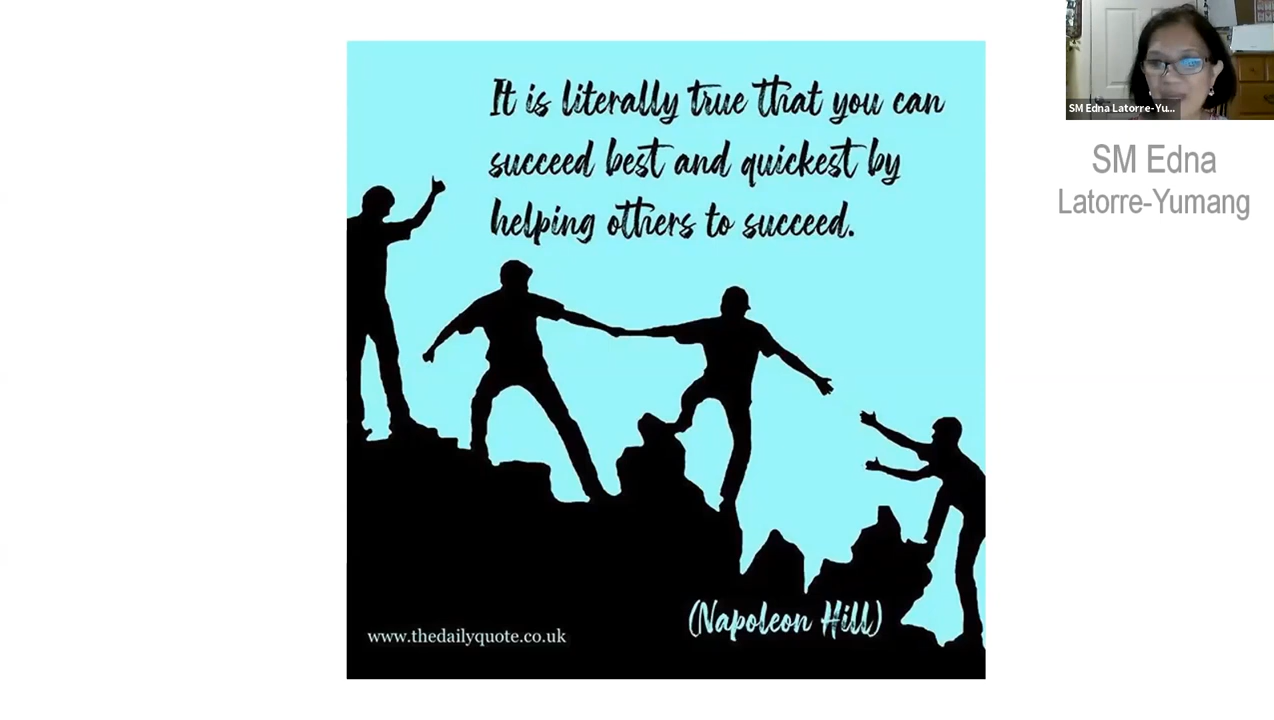 It is literally true that you can
succeed best and quickest by
helping others to succeed.
(Napoleon Hill)
www.thedailyquote.co.uk
SM Edna Latorre-Yu...
SM Edna
Latorre-Yumang